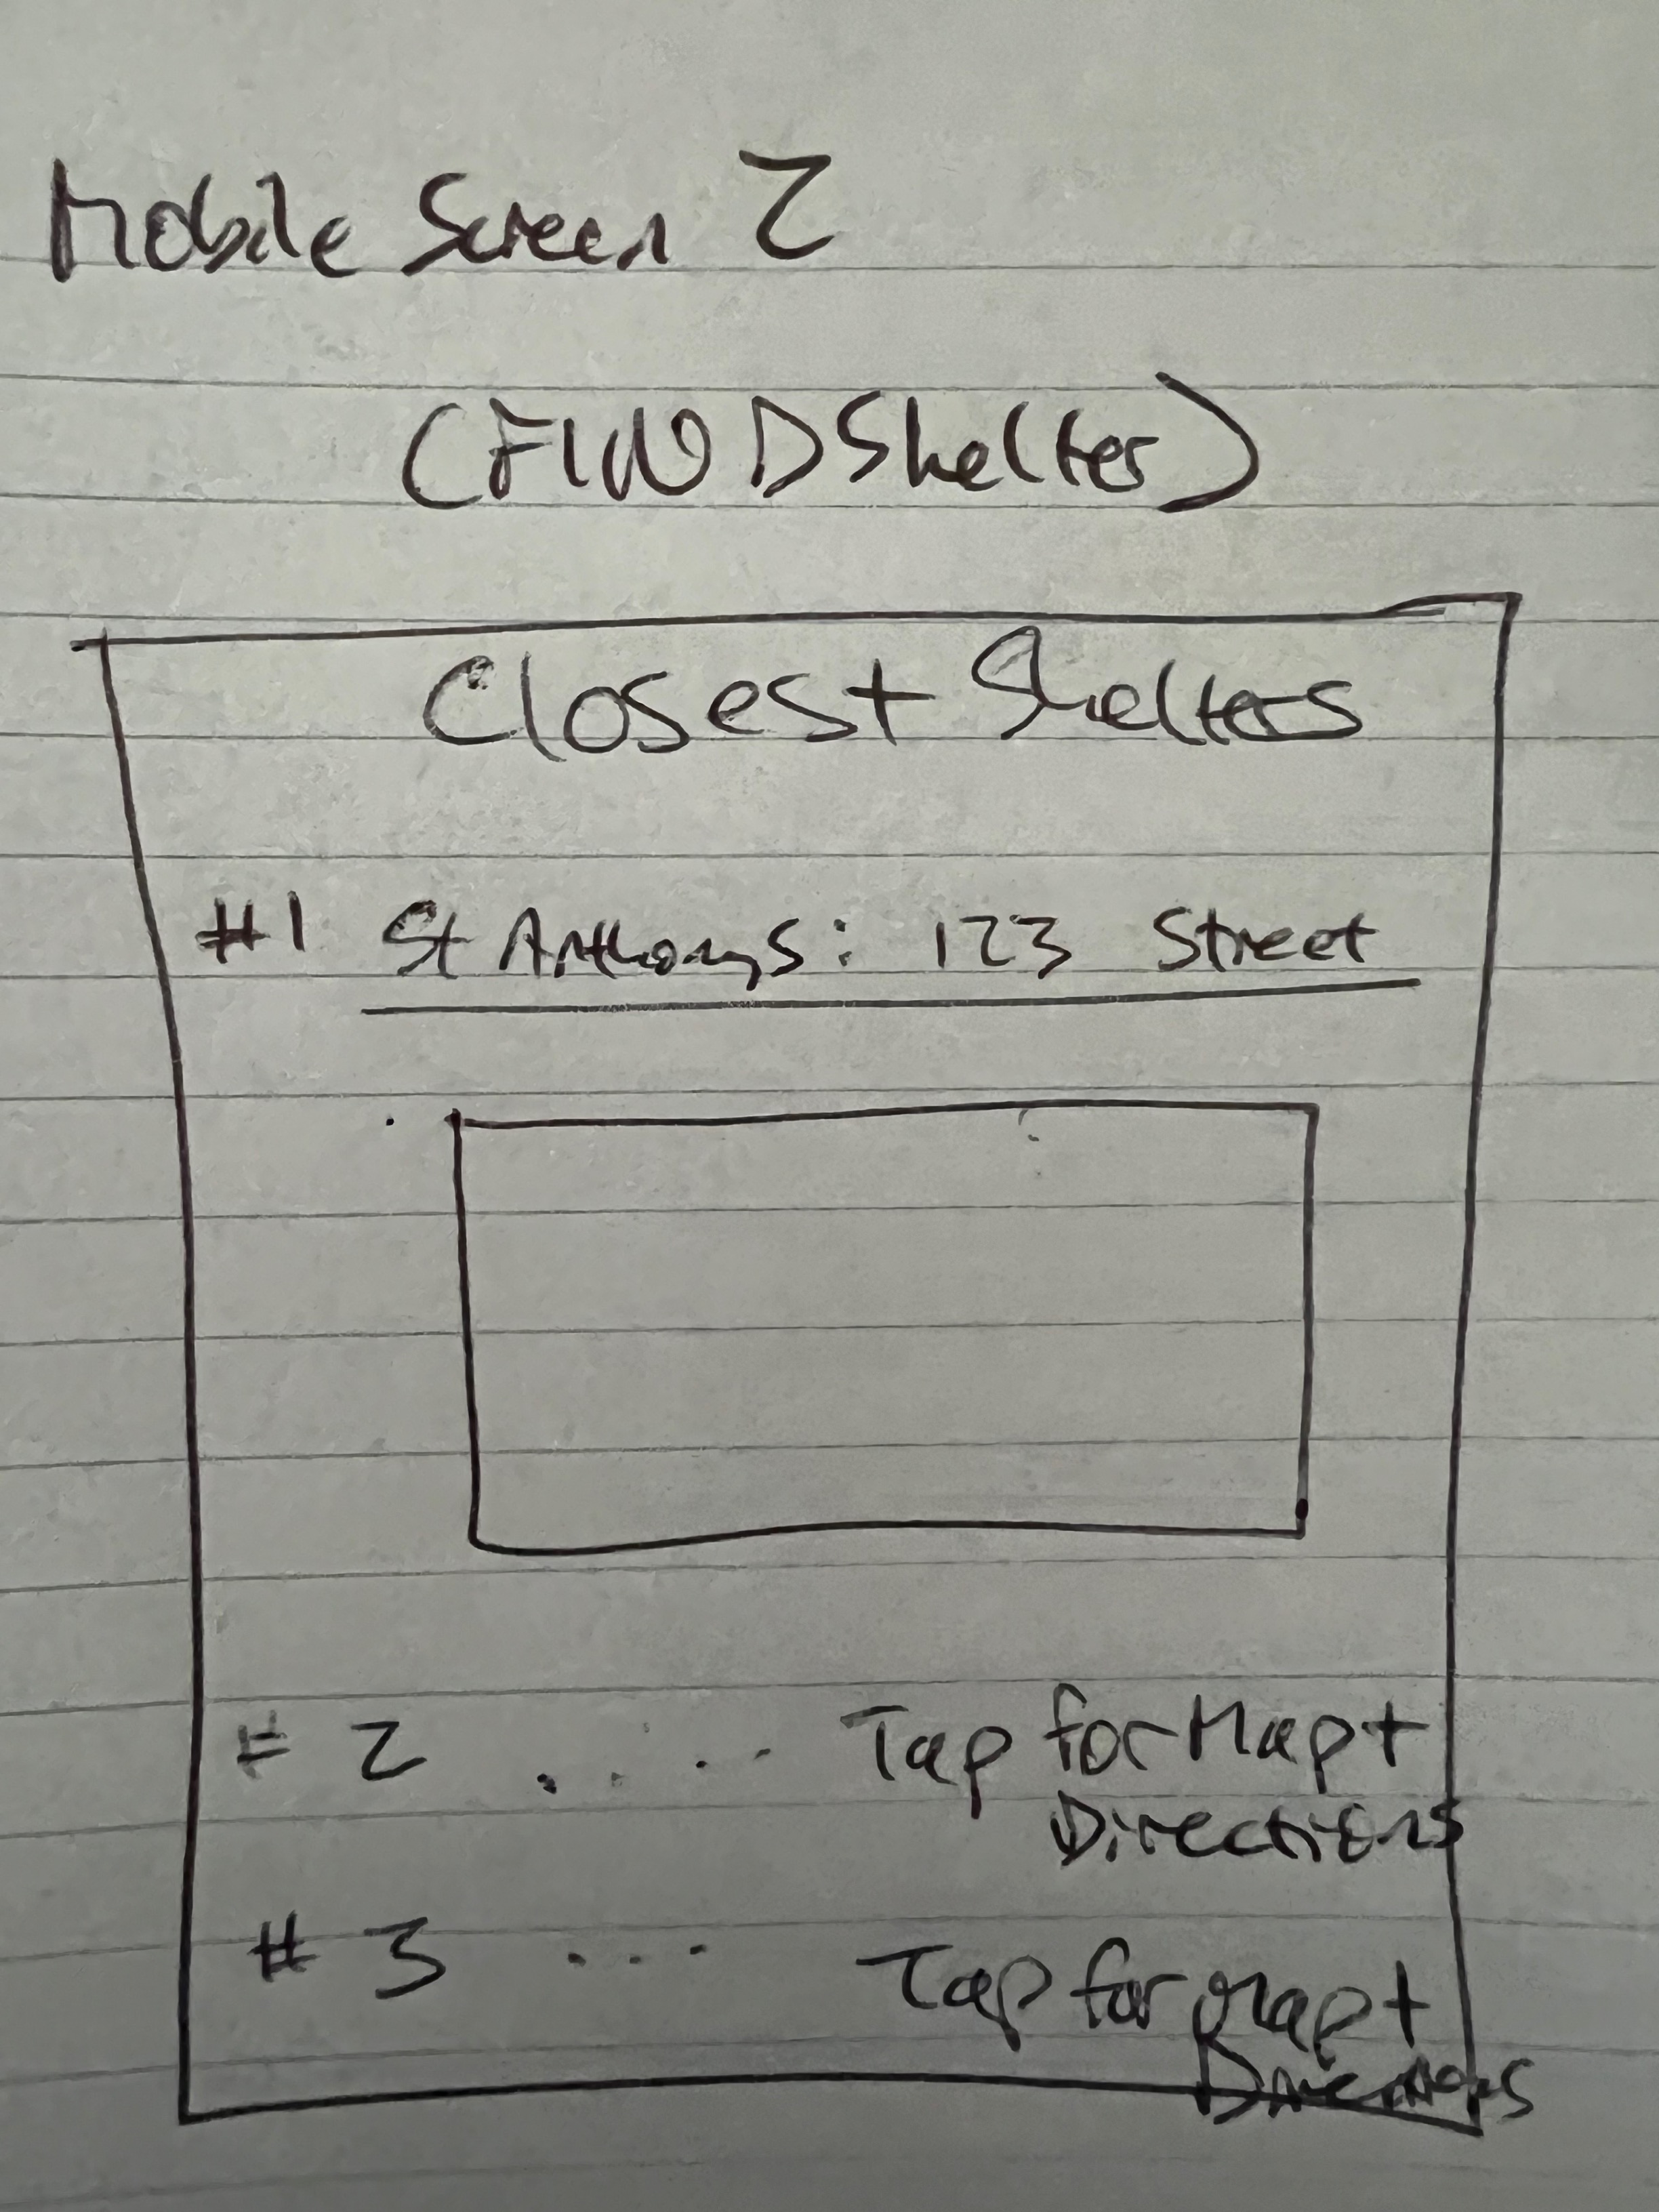 Mobile Screen 2
(FIND Shelter)
Closest Shelters
#1 St Anthonys: 123 Street
# 2 .... Tap for Map +
Directions
# 3 ... Tap for Map +
Directions